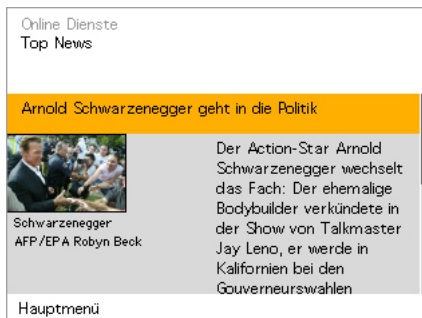 Online Dienste
Top News
Arnold Schwarzenegger geht in die Politik
Schwarzenegger
AFP/EPA Robyn Beck
Der Action-Star Arnold
Schwarzenegger wechselt
das Fach: Der ehemalige
Bodybuilder verkündete in
der Show von Talkmaster
Jay Leno, er werde in
Kalifornien bei den
Gouverneurswahlen
Hauptmenü